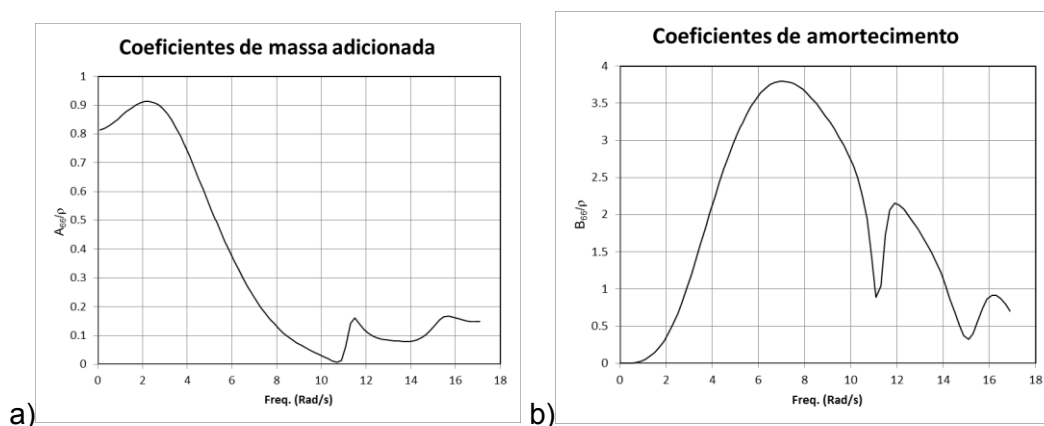 Coeficientes de massa adicionada
1
0.9
0.8
0.7
0.6
0.5
0.4
0.3
0.2
0.1
0
A66/ρ
0 2 4 6 8 10 12 14 16 18
Freq. (Rad/s)
a)
Coeficientes de amortecimento
4
3.5
3
2.5
2
1.5
1
0.5
0
B66/ρ
0 2 4 6 8 10 12 14 16 18
Freq. (Rad/s)
b)